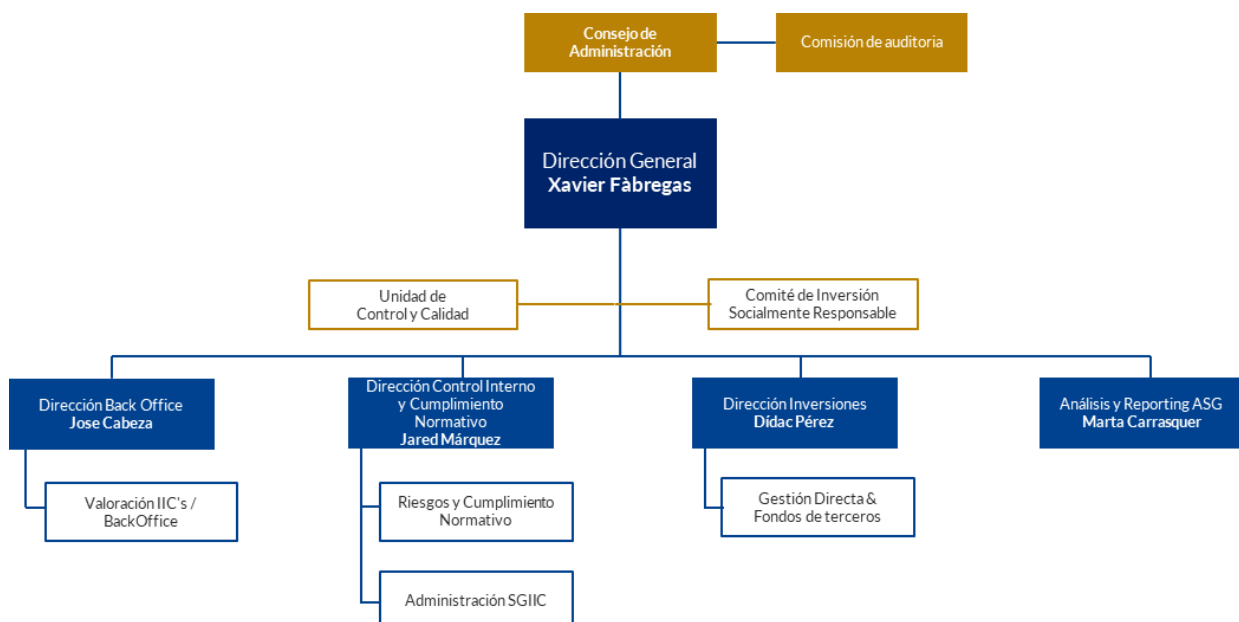 Consejo de
Administración
Comisión de auditoria
Dirección General
Xavier Fàbregas
Unidad de
Control y Calidad
Comité de Inversión
Socialmente Responsable
Dirección Back Office
Jose Cabeza
Dirección Control Interno
y Cumplimiento
Normativo
Jared Márquez
Dirección Inversiones
Dídac Pérez
Análisis y Reporting ASG
Marta Carrasquer
Valoración IIC's /
BackOffice
Riesgos y Cumplimiento
Normativo
Gestión Directa &
Fondos de terceros
Administración SGIIC